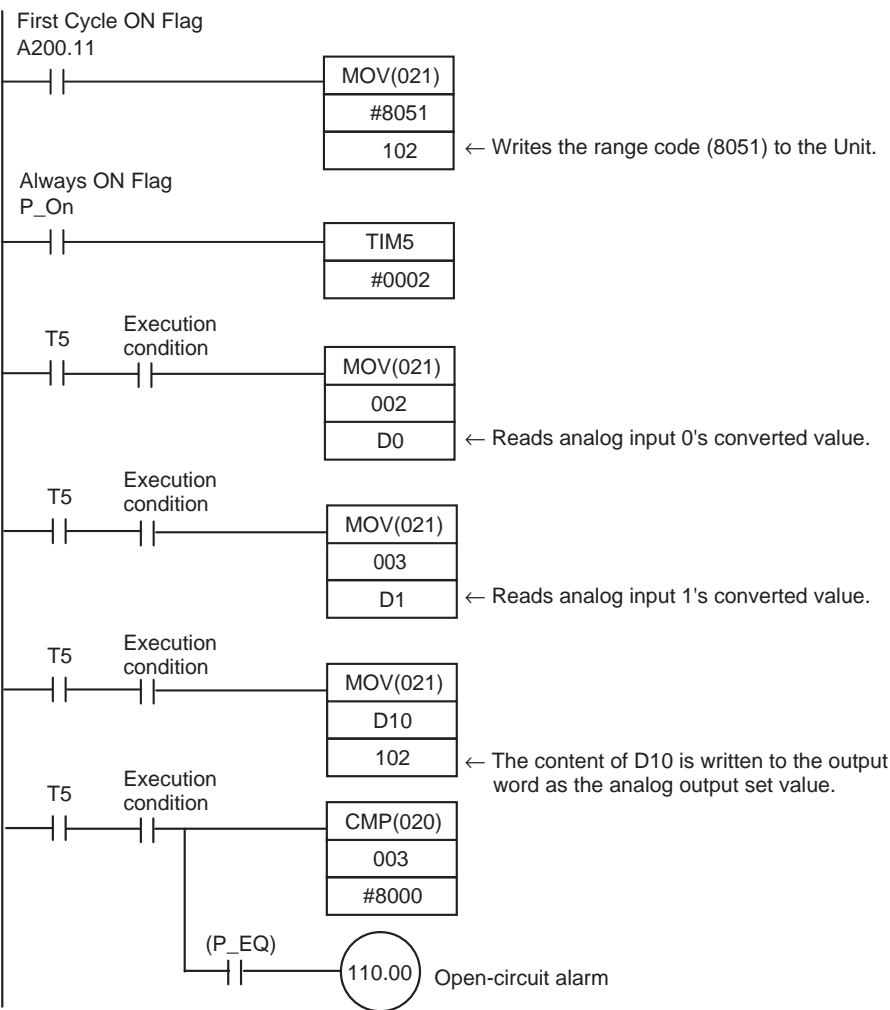 First Cycle ON Flag
A200.11
MOV(021)
#8051
102
← Writes the range code (8051) to the Unit.
Always ON Flag
P_On
TIM5
#0002
T5
Execution
condition
MOV(021)
002
D0
← Reads analog input 0's converted value.
T5
Execution
condition
MOV(021)
003
D1
← Reads analog input 1's converted value.
T5
Execution
condition
MOV(021)
D10
102
← The content of D10 is written to the output
word as the analog output set value.
T5
Execution
condition
CMP(020)
003
#8000
(P_EQ)
110.00
Open-circuit alarm